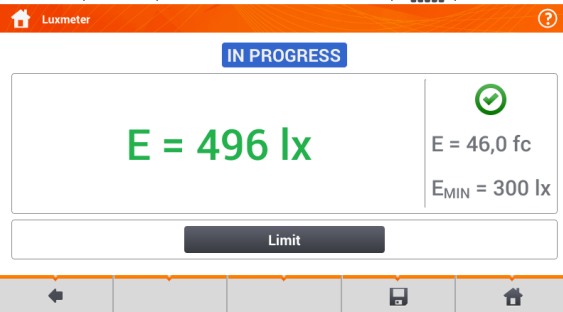 Luxmeter
IN PROGRESS
E = 496 lx
E = 46,0 fc
EMIN = 300 lx
Limit